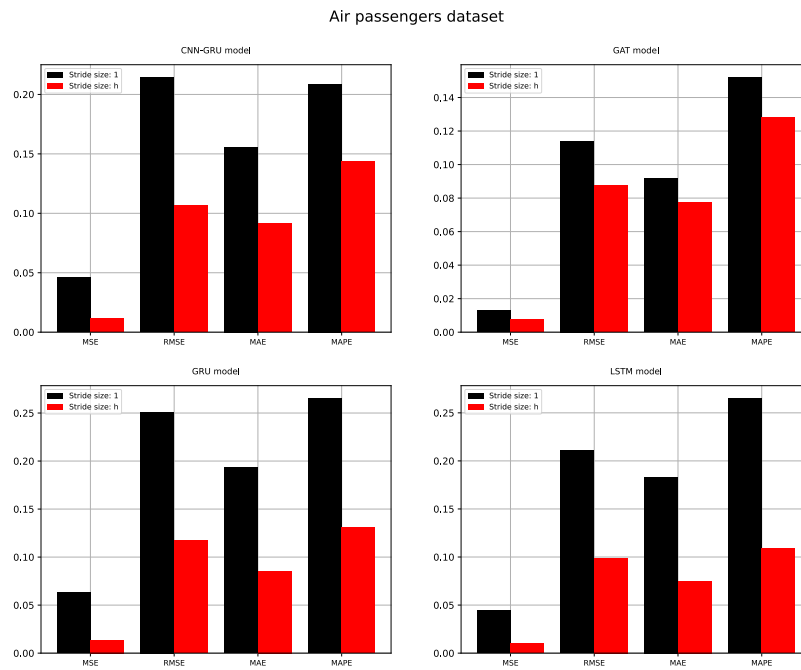 Air passengers dataset
CNN-GRU model
Stride size: 1
Stride size: h
0.20
0.15
0.10
0.05
0.00
MSE RMSE MAE MAPE
GAT model
Stride size: 1
Stride size: h
0.14
0.12
0.10
0.08
0.06
0.04
0.02
0.00
MSE RMSE MAE MAPE
GRU model
Stride size: 1
Stride size: h
0.25
0.20
0.15
0.10
0.05
0.00
MSE RMSE MAE MAPE
LSTM model
Stride size: 1
Stride size: h
0.25
0.20
0.15
0.10
0.05
0.00
MSE RMSE MAE MAPE